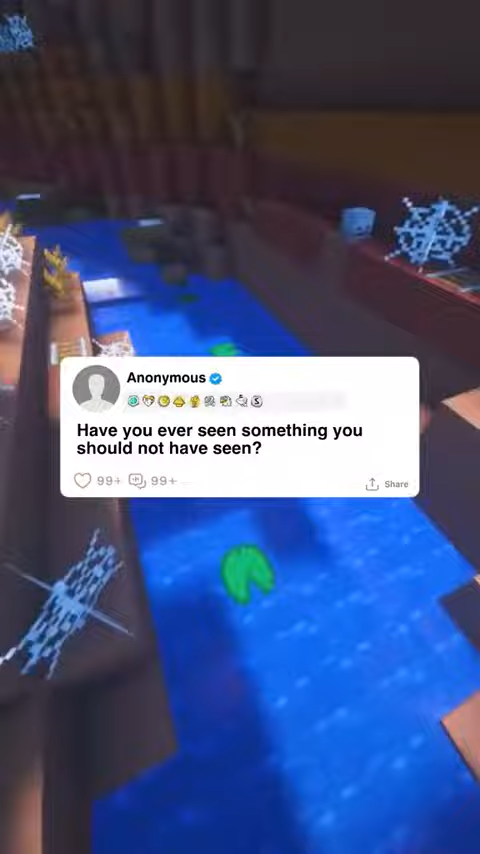 Anonymous
Have you ever seen something you
should not have seen?
99+ 99+
Share